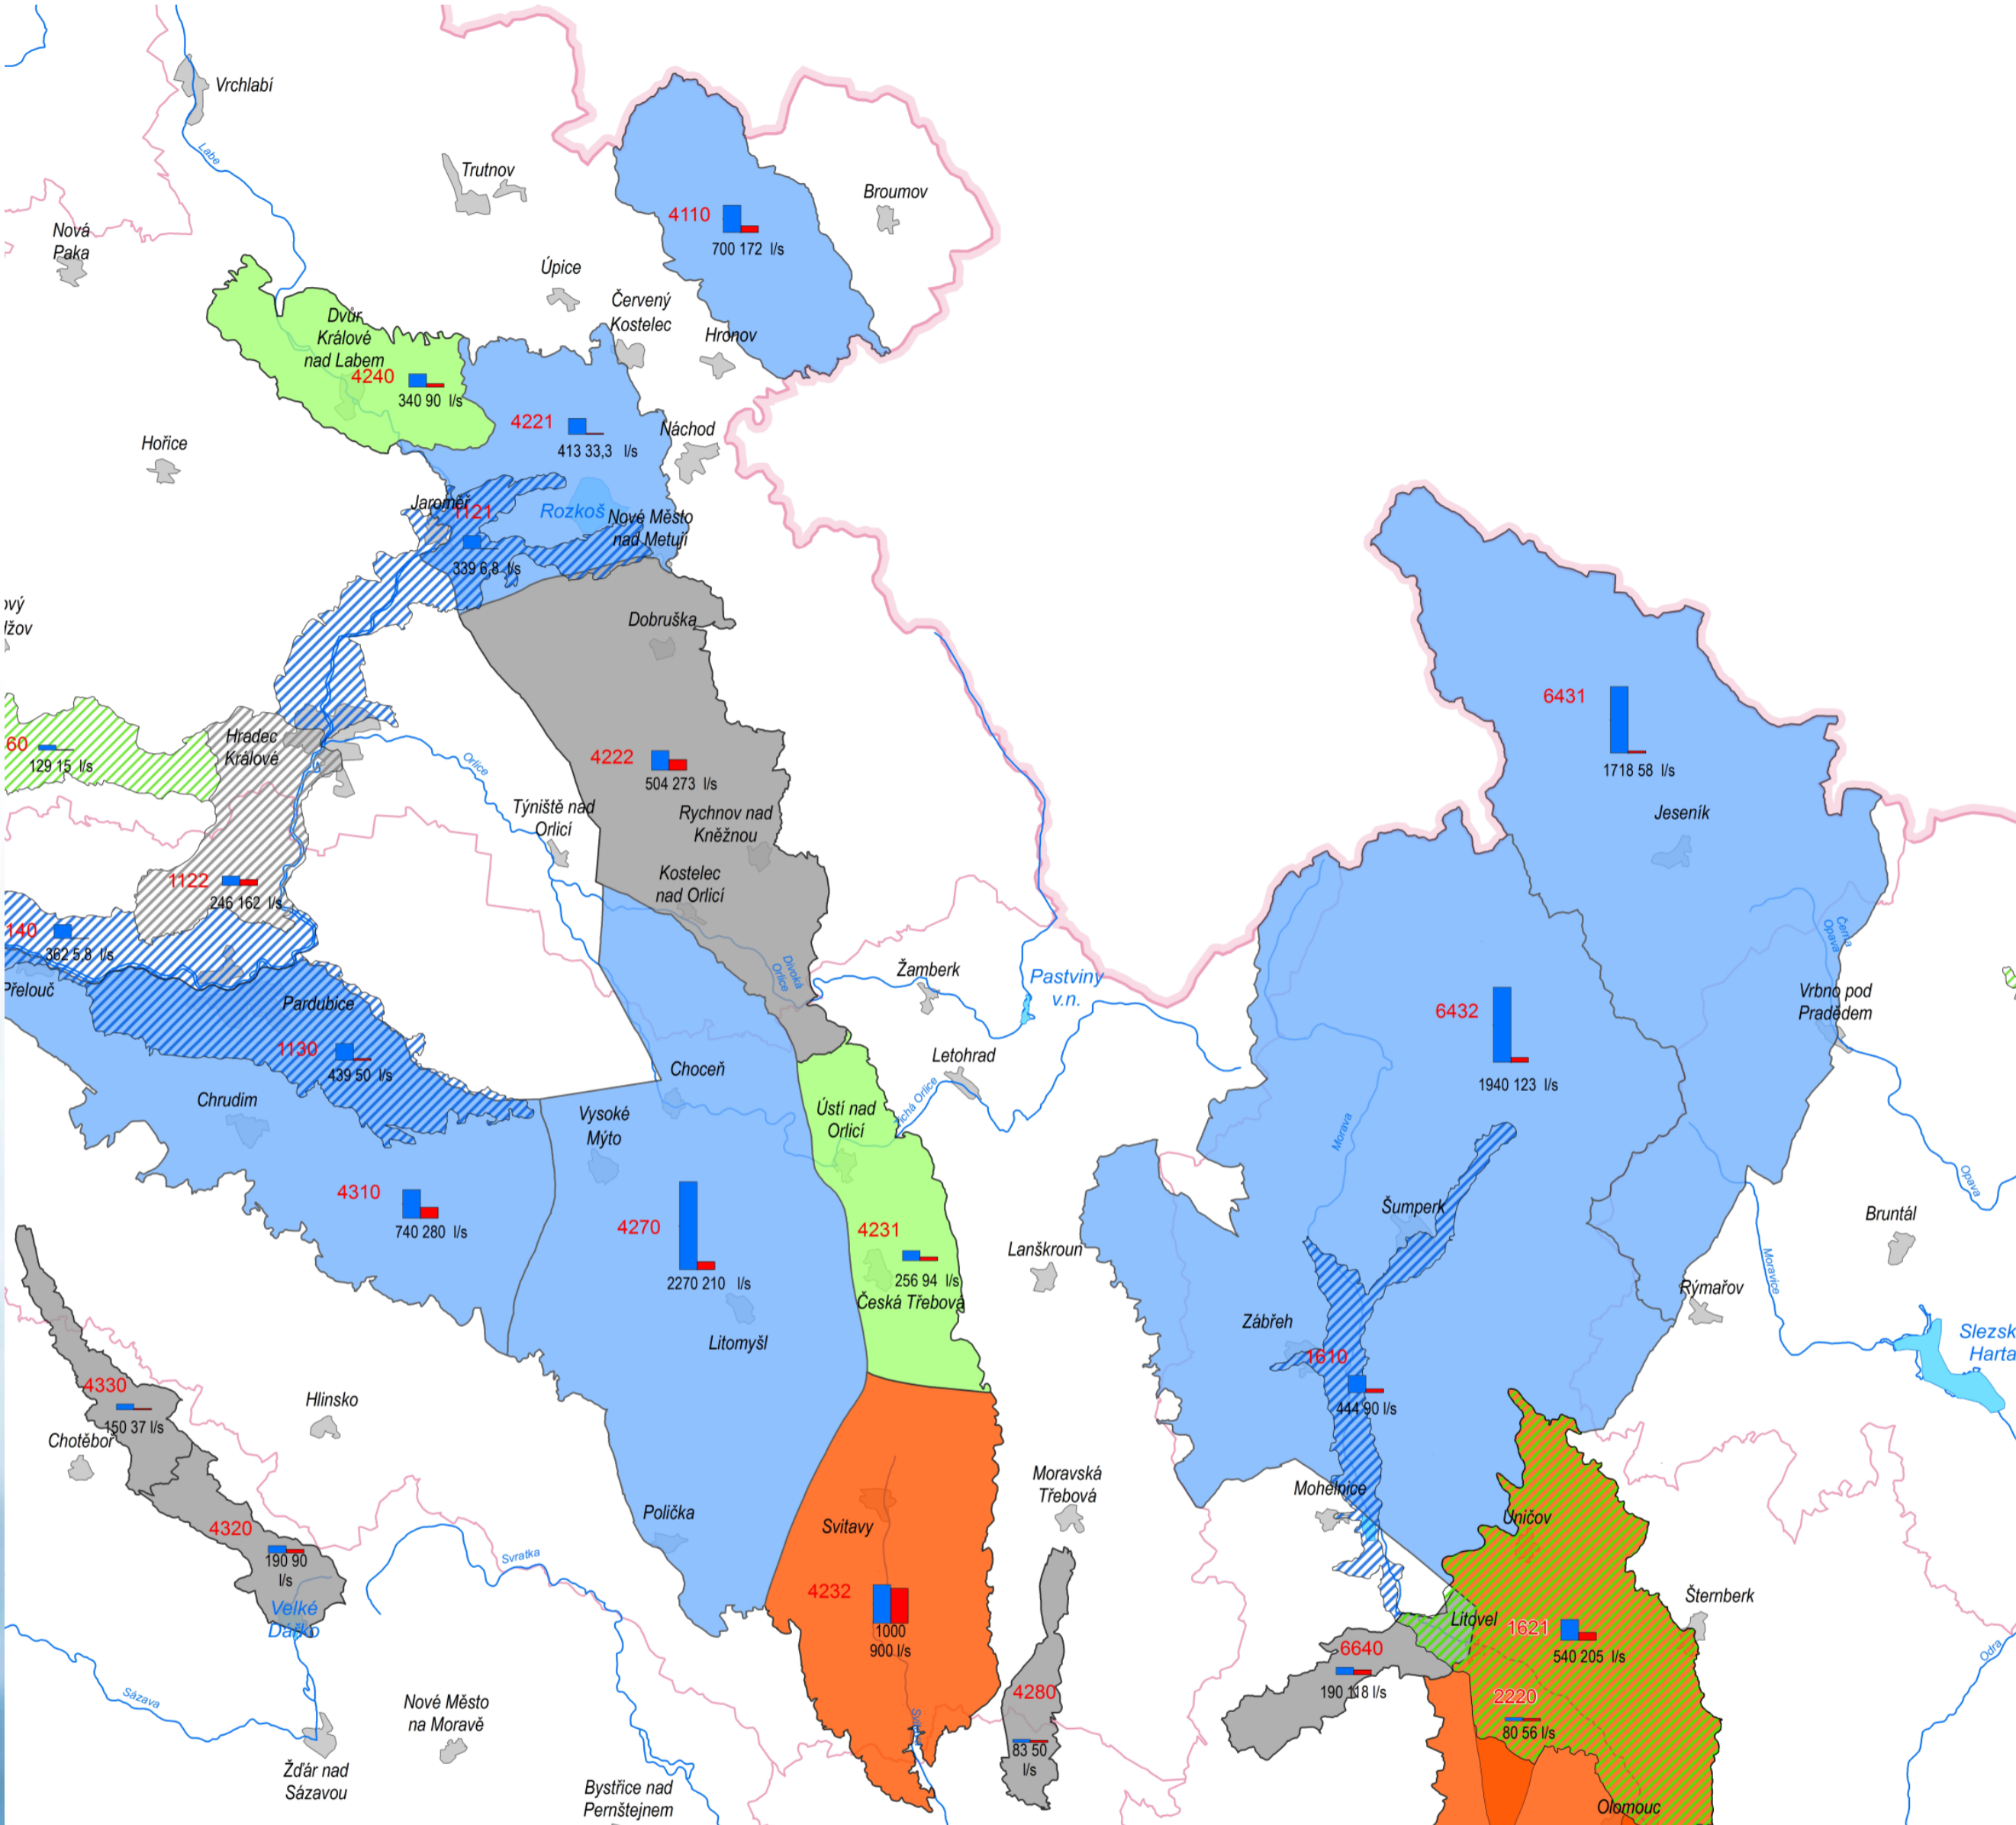 Vrchlabí
Labe
Trutnov
Broumov
4110
700 172 l/s
Nová
Paka
Úpice
Červený
Kostelec
Hronov
Dvůr
Králové
nad Labem
4240
340 90 l/s
4221
413 33,3 l/s
Náchod
Hořice
Jaroměř
1121
Rozkoš
Nové Město
nad Metují
339 6,8 l/s
Dobruška
6431
1718 58 l/s
Jeseník
60
129 15 l/s
Hradec
Králové
Orlice
4222
504 273 l/s
Týniště nad
Orlicí
Rychnov nad
Kněžnou
Kostelec
nad Orlicí
1122
246 162 l/s
140
362 5,8 l/s
Přelouč
Pardubice
1130
439 50 l/s
Divoká
Orlice
Žamberk
Pastviny
v.n.
Černá
Opava
6432
1940 123 l/s
Vrbno pod
Pradědem
Letohrad
Choceň
Chrudim
Vysoké
Mýto
Ústí nad
Orlicí
Tichá Orlice
Morava
Opava
4310
740 280 l/s
4270
2270 210 l/s
4231
256 94 l/s
Česká Třebová
Lanškroun
Šumperk
Bruntál
Moravice
Rýmařov
Zábřeh
1610
444 90 l/s
Slezsk
Harta
Litomyšl
4330
150 37 l/s
Chotěboř
Hlinsko
Moravská
Třebová
Mohelnice
Uničov
Polička
Svitavy
4320
190 90
l/s
Velké
Dářko
Svratka
4232
1000
900 l/s
Šternberk
Litovel
1621
540 205 l/s
6640
190 118 l/s
4280
83 50
l/s
2220
80 56 l/s
Odra
Sázava
Nové Město
na Moravě
Žďár nad
Sázavou
Bystřice nad
Pernštejnem
Olomouc